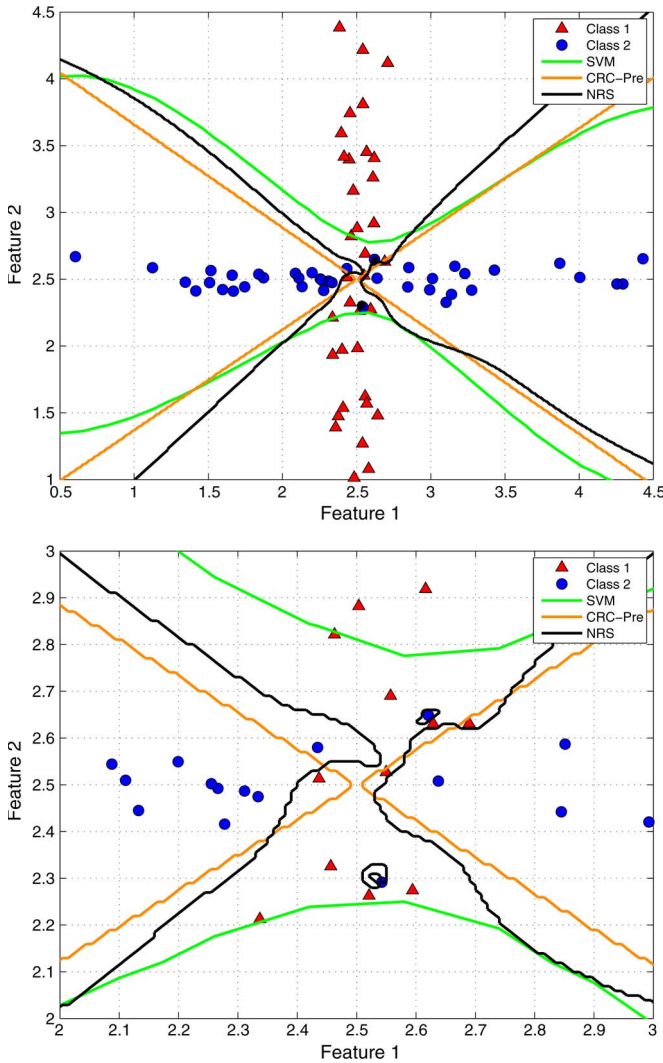 4.5
4
3.5
3
2.5
2
1.5
1
Feature 2
Class 1
Class 2
SVM
CRC-Pre
NRS
0.5 1 1.5 2 2.5 3 3.5 4 4.5
Feature 1
3
2.9
2.8
2.7
2.6
2.5
2.4
2.3
2.2
2.1
2
Feature 2
Class 1
Class 2
SVM
CRC-Pre
NRS
2 2.1 2.2 2.3 2.4 2.5 2.6 2.7 2.8 2.9 3
Feature 1